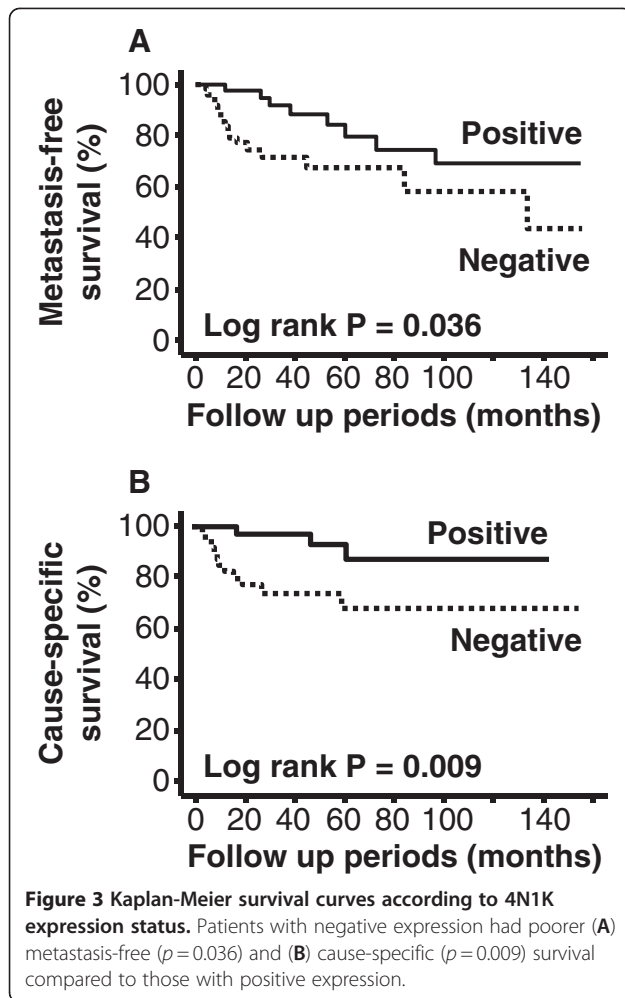 A
Metastasis-free
survival (%)
100
80
60
40
20
0
Positive
Negative
Log rank P = 0.036
0 20 40 60 80 100 140
Follow up periods (months)
B
Cause-specific
survival (%)
100
80
60
40
20
0
Positive
Negative
Log rank P = 0.009
0 20 40 60 80 100 140
Follow up periods (months)
Figure 3 Kaplan-Meier survival curves according to 4N1K
expression status. Patients with negative expression had poorer (A)
metastasis-free (p = 0.036) and (B) cause-specific (p = 0.009) survival
compared to those with positive expression.